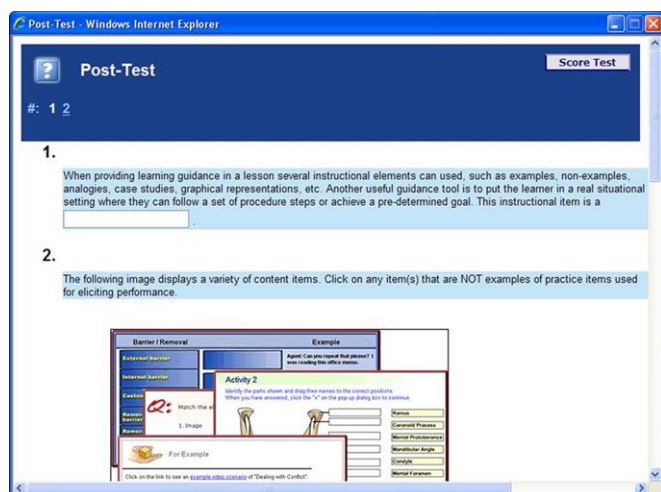 Post-Test - Windows Internet Explorer
Post-Test
Score Test
#: 1 2
1.
When providing learning guidance in a lesson several instructional elements can used, such as examples, non-examples,
analogies, case studies, graphical representations, etc. Another useful guidance tool is to put the learner in a real situational
setting where they can follow a set of procedure steps or achieve a pre-determined goal. This instructional item is a
.
2.
The following image displays a variety of content items. Click on any item(s) that are NOT examples of practice items used
for eliciting performance.
Barrier / Removal
Example
External barrier
Agent: Can you repeat that please? I
was reading this office memo.
Internal barrier
Activity 2
Identify the parts shown and drag their names to the correct positions.
When you have answered, click the "x" on the pop-up dialog box to continue
Custom
Q:
Match the el
Remov
barrier
Remov
1. Image
Ramus
Coronoid Process
Mental Protuberance
Mandibular Angle
Condyle
Mental Foramen
For Example
Click on the link to see an example video scenario of "Dealing with Conflict".